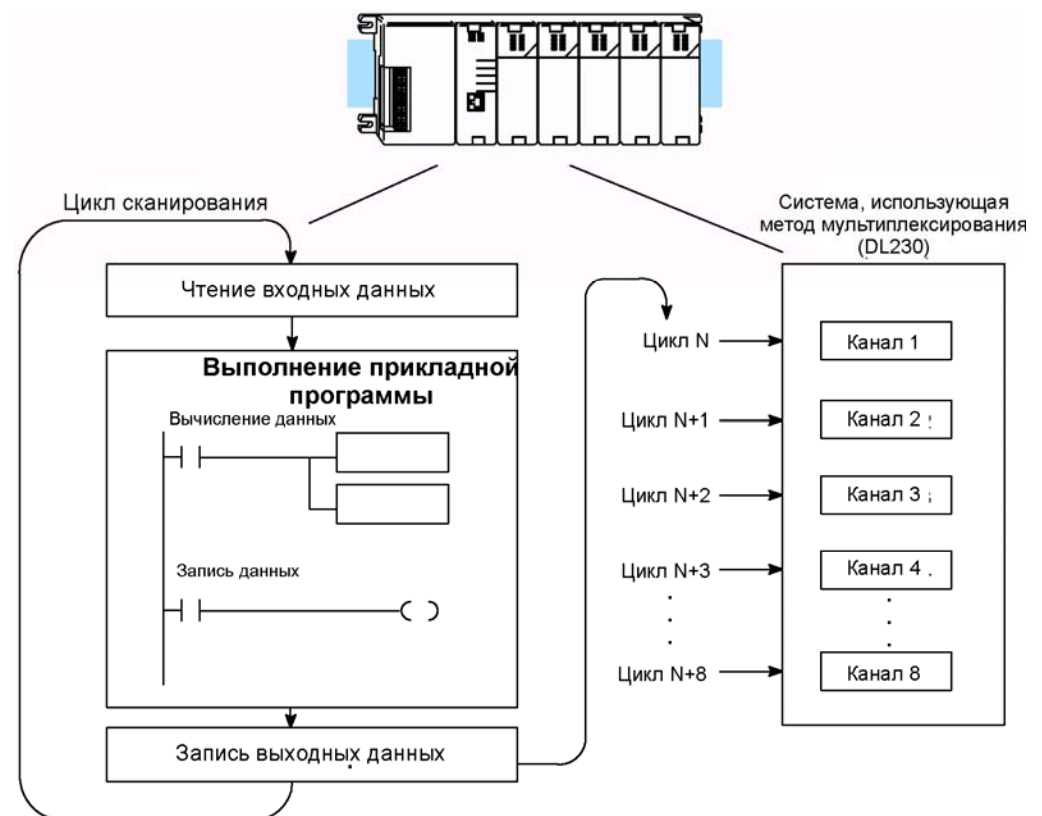 Цикл сканирования
Система, использующая
метод мультиплексирования
(DL230)
Чтение входных данных
Выполнение прикладной
программы
Вычисление данных
Запись данных
Запись выходных данных
Цикл N
Канал 1
Цикл N+1
Канал 2
Цикл N+2
Канал 3
Цикл N+3
Канал 4
Цикл N+8
Канал 8